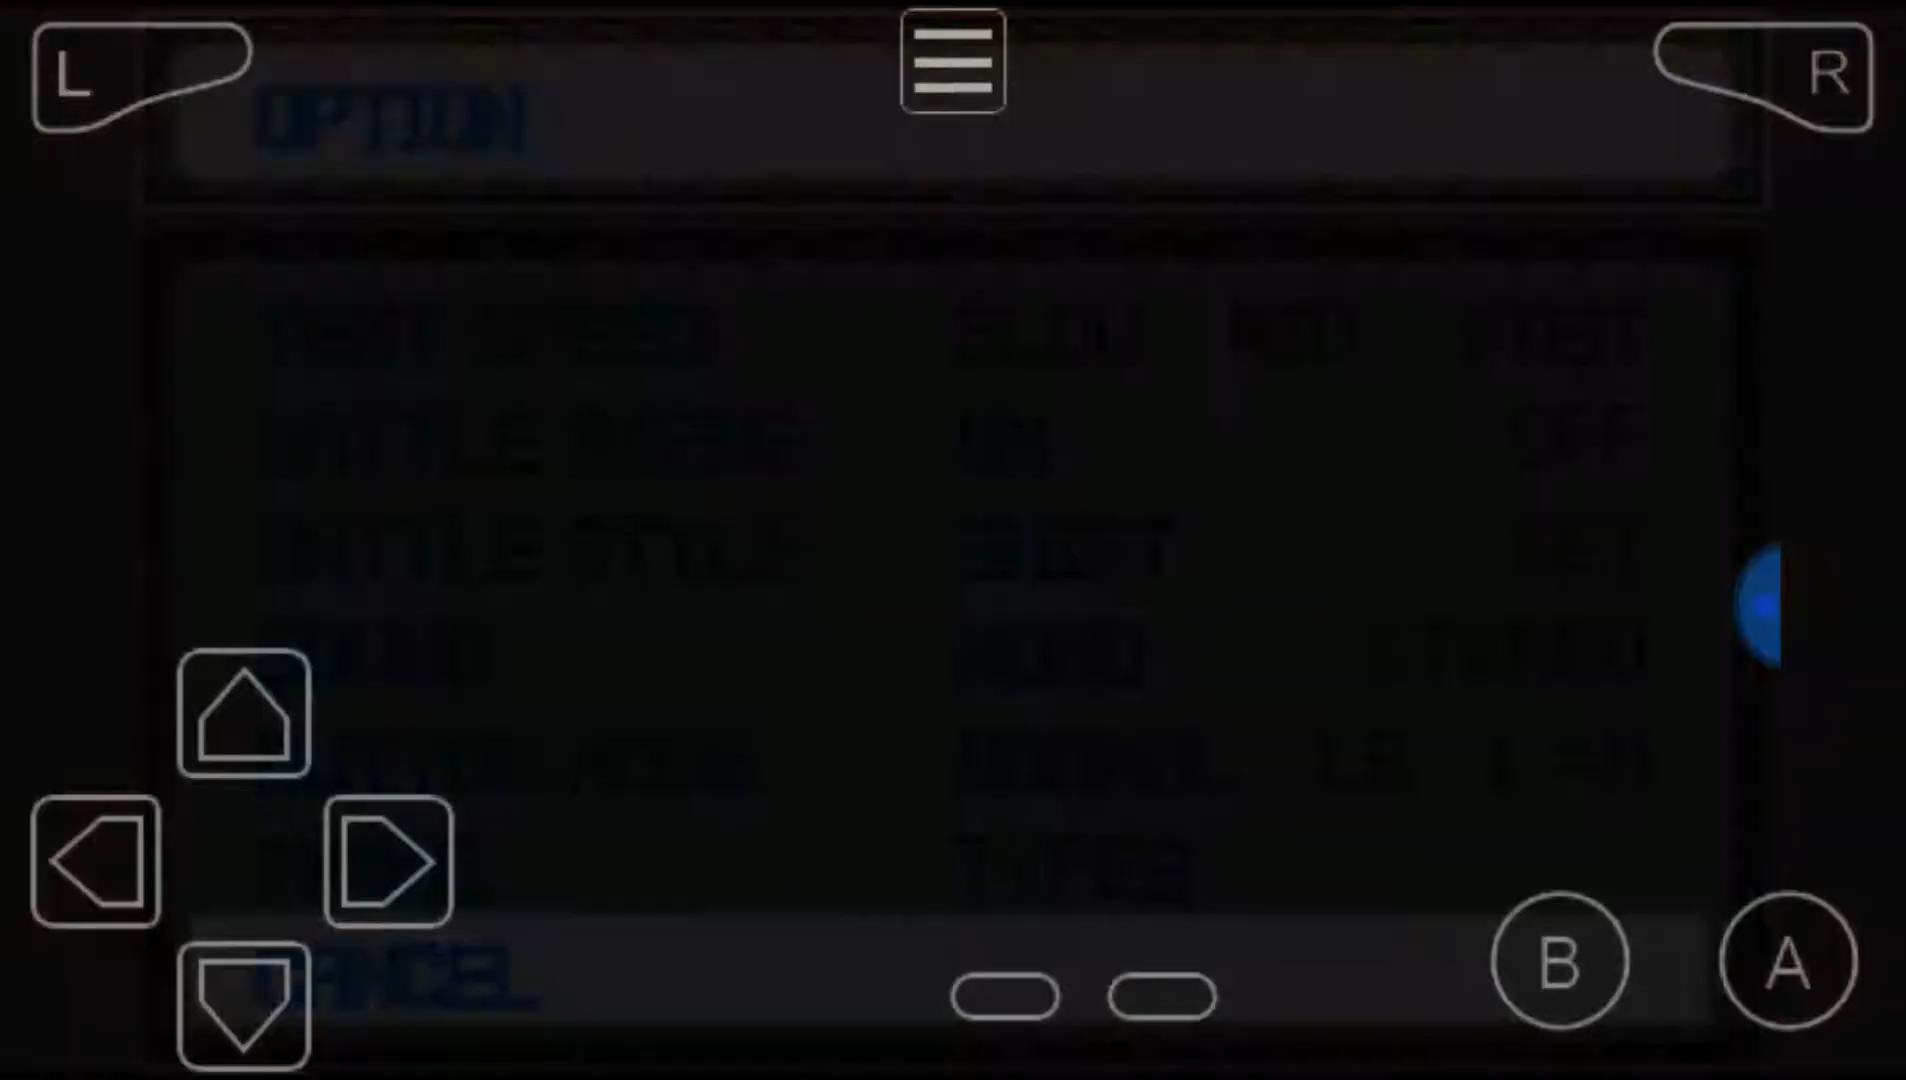 L R
OPTION
TEXT SPEED SLOW MID FAST
BATTLE SCENE ON OFF
BATTLE STYLE SHIFT SET
SOUND MONO STEREO
BUTTON MODE NORMAL LR L=A
FRAME TYPE
CANCEL
B A